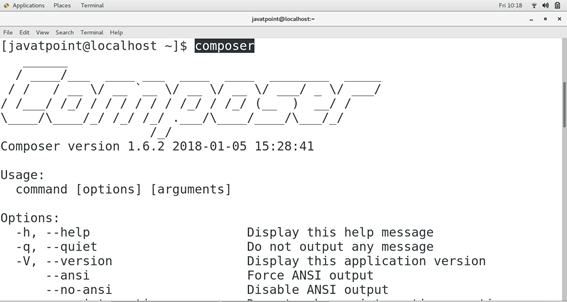 Applications Places Terminal Fri 10:18
javatpoint@localhost:~
File Edit View Search Terminal Help
[javatpoint@localhost ~]$ composer
Composer
Composer version 1.6.2 2018-01-05 15:28:41
Usage:
command [options] [arguments]
Options:
-h, --help Display this help message
-q, --quiet Do not output any message
-V, --version Display this application version
--ansi Force ANSI output
--no-ansi Disable ANSI output